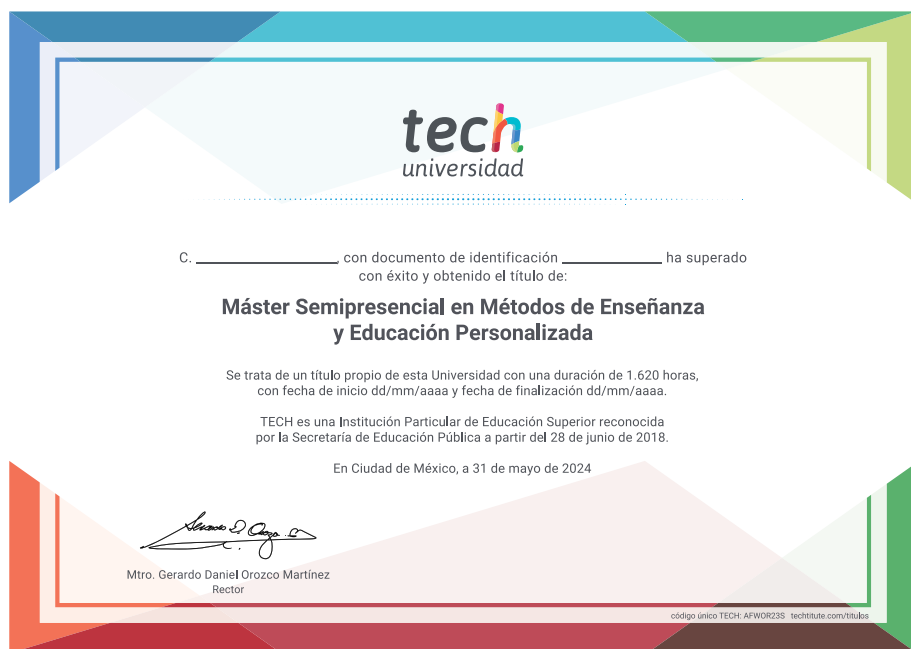 tech
universidad
C. , con documento de identificación ha superado
con éxito y obtenido el título de:
Máster Semipresencial en Métodos de Enseñanza
y Educación Personalizada
Se trata de un título propio de esta Universidad con una duración de 1.620 horas,
con fecha de inicio dd/mm/aaaa y fecha de finalización dd/mm/aaaa.
TECH es una Institución Particular de Educación Superior reconocida
por la Secretaría de Educación Pública a partir del 28 de junio de 2018.
En Ciudad de México, a 31 de mayo de 2024
Mtro. Gerardo Daniel Orozco Martínez
Rector
código único TECH: AFWOR23S techtitute.com/titulos